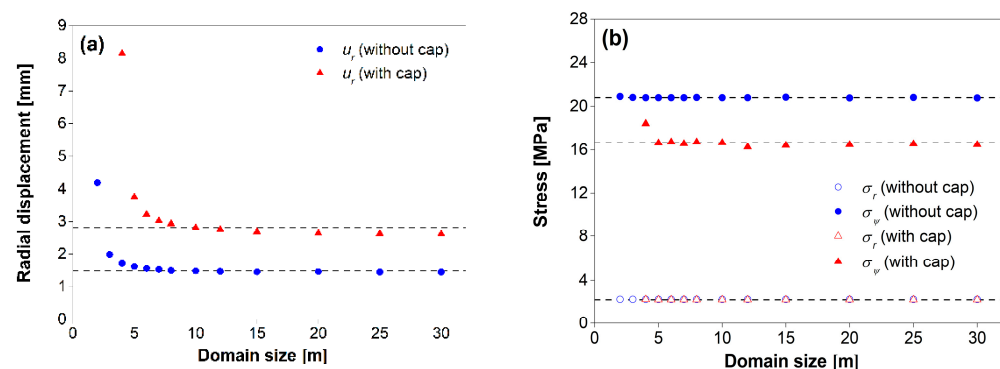 (a)
u_r (without cap)
u_r (with cap)
Radial displacement [mm]
9
8
7
6
5
4
3
2
1
0
0 5 10 15 20 25 30
Domain size [m]
(b)
Stress [MPa]
28
24
20
16
12
8
4
0
σ_r (without cap)
σ_ψ (without cap)
σ_r (with cap)
σ_ψ (with cap)
0 5 10 15 20 25 30
Domain size [m]